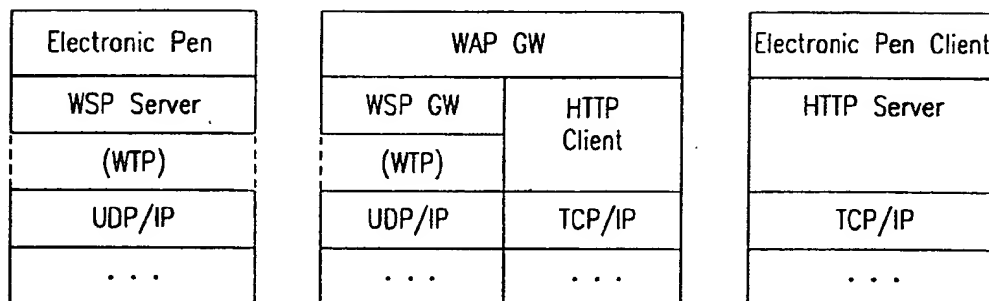 Electronic Pen
WSP Server
(WTP)
UDP/IP
. . .
WAP GW
WSP GW
(WTP)
UDP/IP
. . .
HTTP
Client
TCP/IP
. . .
Electronic Pen Client
HTTP Server
TCP/IP
. . .